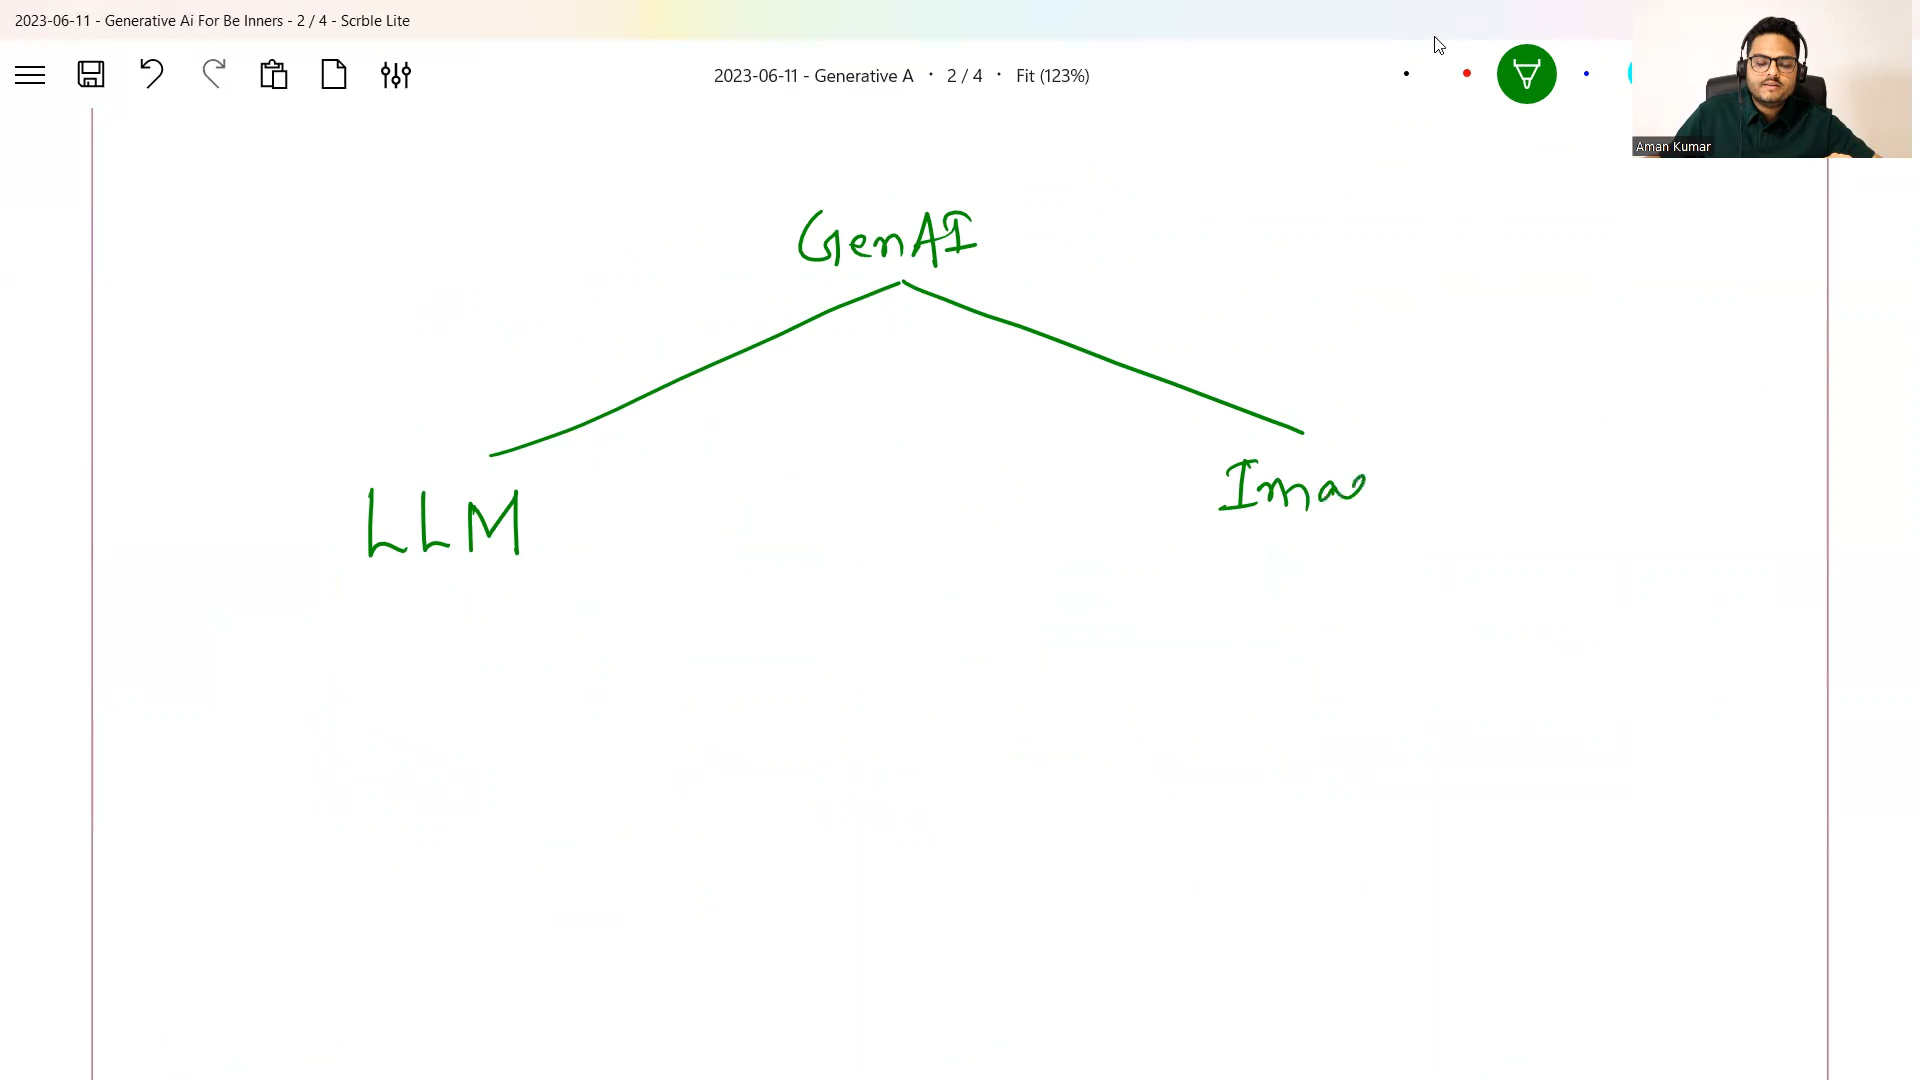 2023-06-11 - Generative Ai For Be Inners - 2 / 4 - Scrble Lite
2023-06-11 - Generative A · 2 / 4 · Fit (123%)
Aman Kumar
GenAI
LLM
Ima